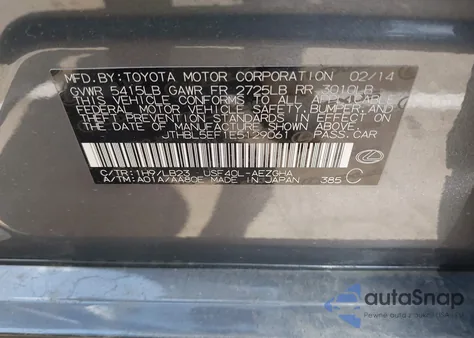 MFD. BY: TOYOTA MOTOR CORPORATION 02/14
GVWR 5415LB GAWR FR 2725LB RR 3010LB
THIS VEHICLE CONFORMS TO ALL APPLICABLE
FEDERAL MOTOR VEHICLE SAFETY, BUMPER, AND
THEFT PREVENTION STANDARDS IN EFFECT ON
THE DATE OF MANUFACTURE SHOWN ABOVE.
JTHBL5EF1E5129061 PASS.CAR
C/TR:1H9/LB23 USF40L-AEZGHA
A/TM:A01A/AA80E MADE IN JAPAN 385 C
autoSnap